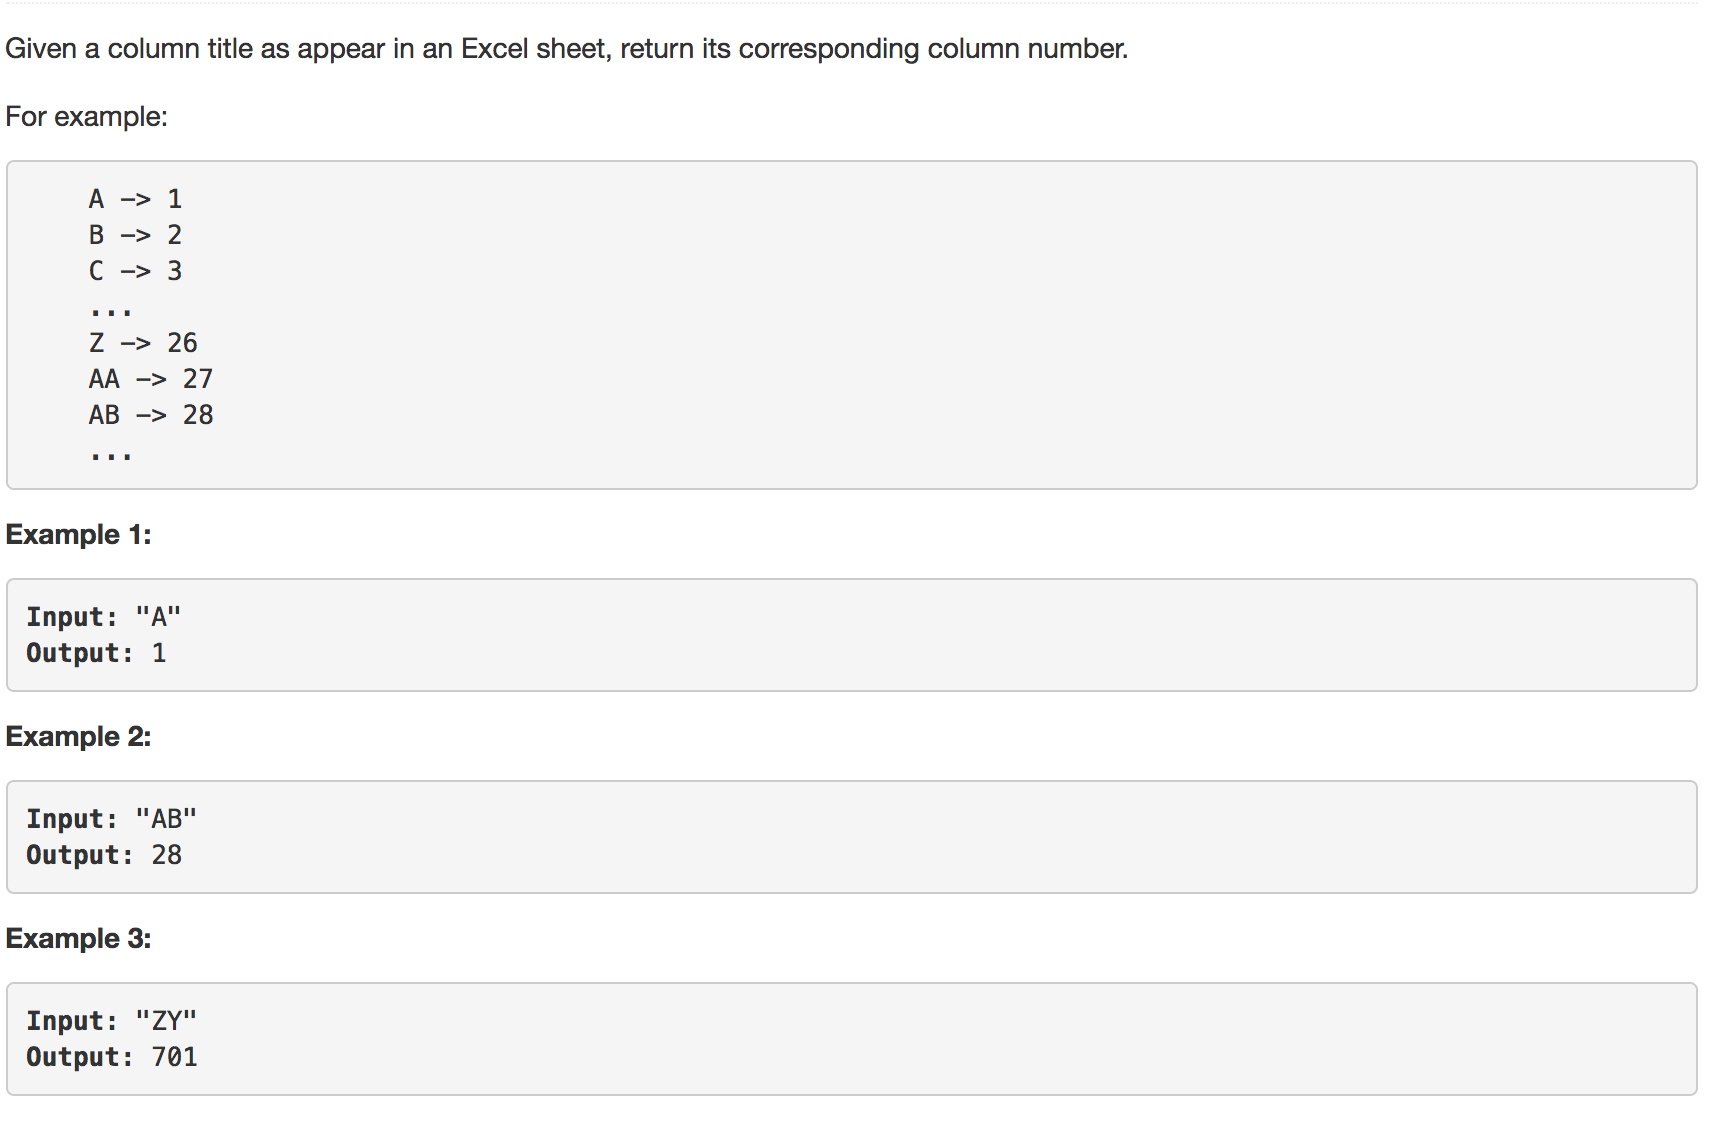 Given a column title as appear in an Excel sheet, return its corresponding column number.
For example:
A -> 1
B -> 2
C -> 3
...
Z -> 26
AA -> 27
AB -> 28
...
Example 1:
Input: "A"
Output: 1
Example 2:
Input: "AB"
Output: 28
Example 3:
Input: "ZY"
Output: 701